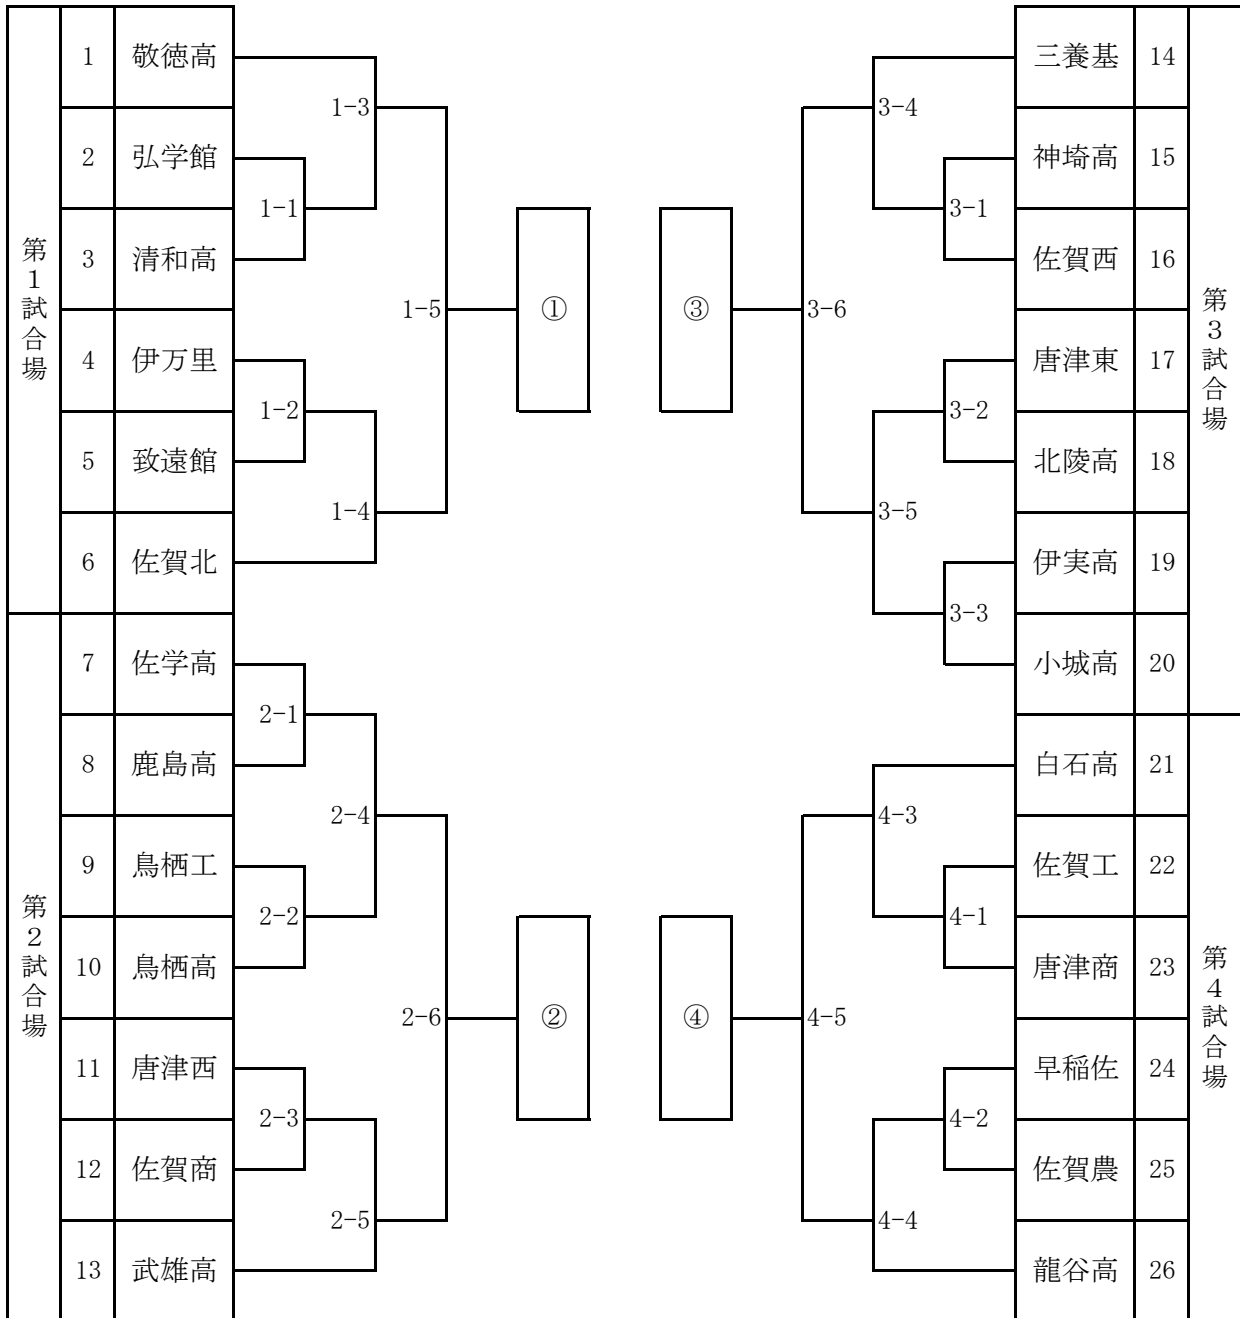 第1試合場
1 敬徳高
2 弘学館
3 清和高
4 伊万里
5 致遠館
6 佐賀北
1-1
1-2
1-3
1-4
1-5
①
第2試合場
7 佐学高
8 鹿島高
9 鳥栖工
10 鳥栖高
11 唐津西
12 佐賀商
13 武雄高
2-1
2-2
2-3
2-4
2-5
2-6
②
第3試合場
三養基 14
神埼高 15
佐賀西 16
唐津東 17
北陵高 18
伊実高 19
小城高 20
3-1
3-2
3-3
3-4
3-5
3-6
③
第4試合場
白石高 21
佐賀工 22
唐津商 23
早稲佐 24
佐賀農 25
龍谷高 26
4-1
4-2
4-3
4-4
4-5
④